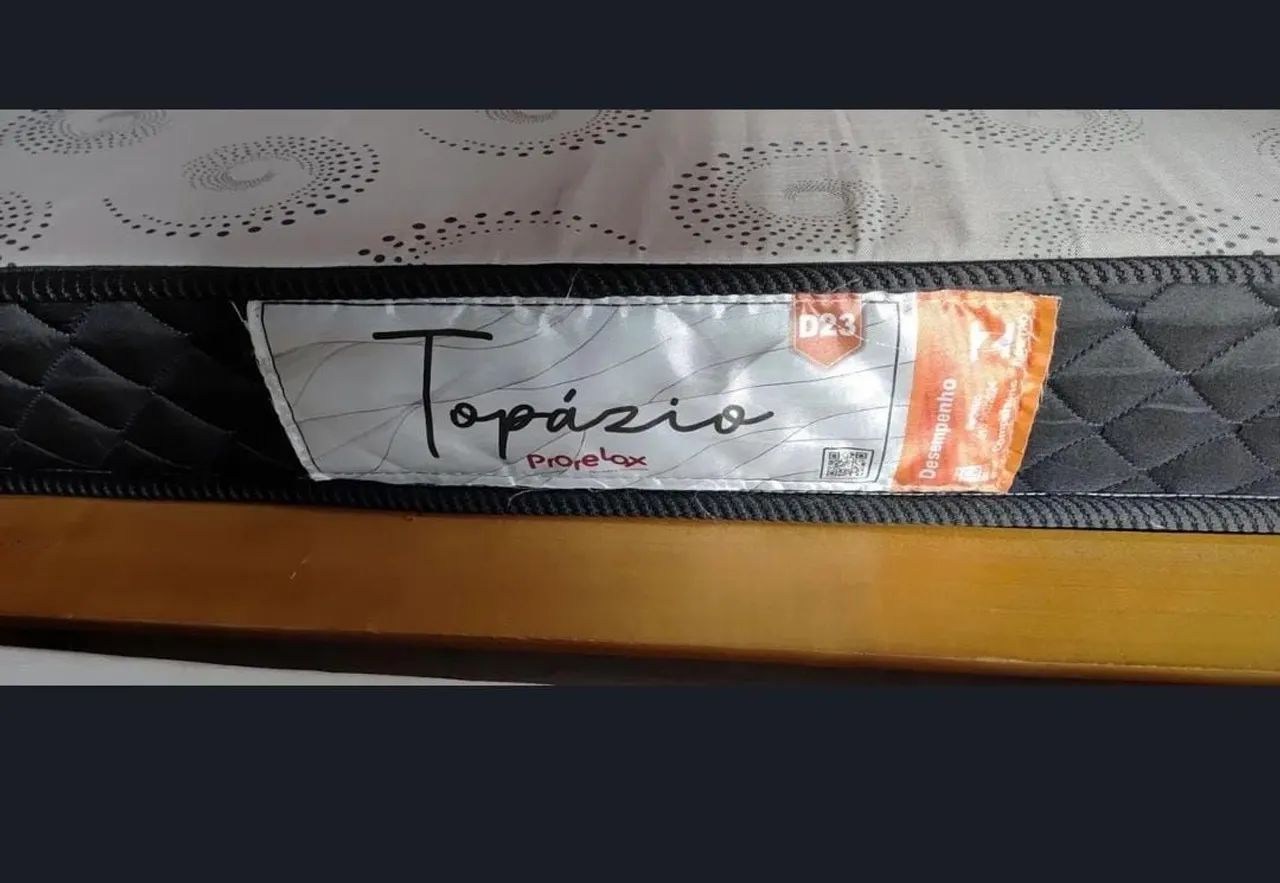 Topázio
prorelax
D23
Desempenho